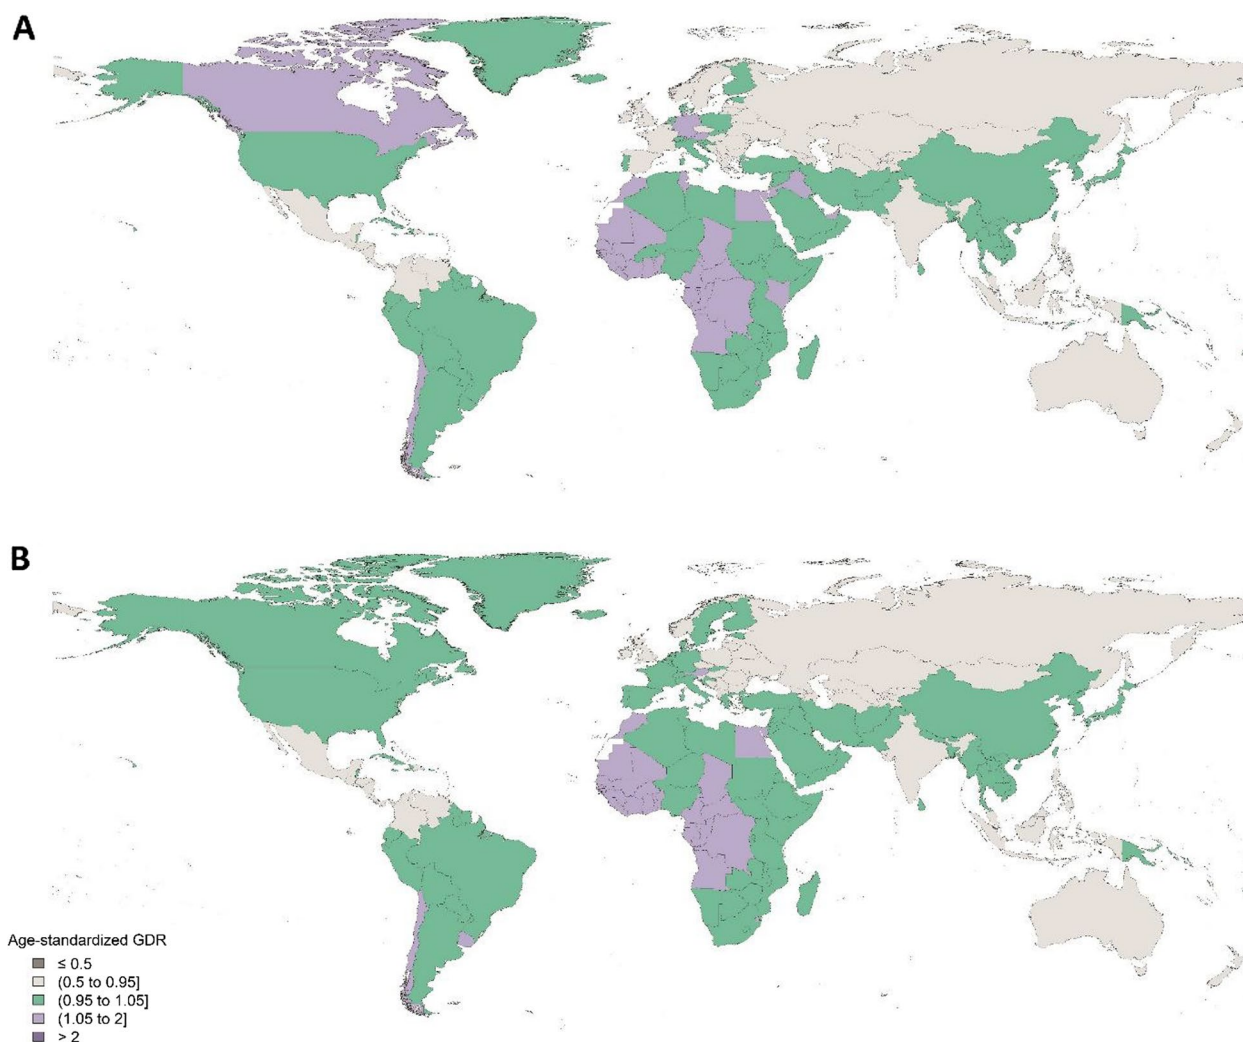 A
B
Age-standardized GDR
≤ 0.5
(0.5 to 0.95]
(0.95 to 1.05]
(1.05 to 2]
> 2